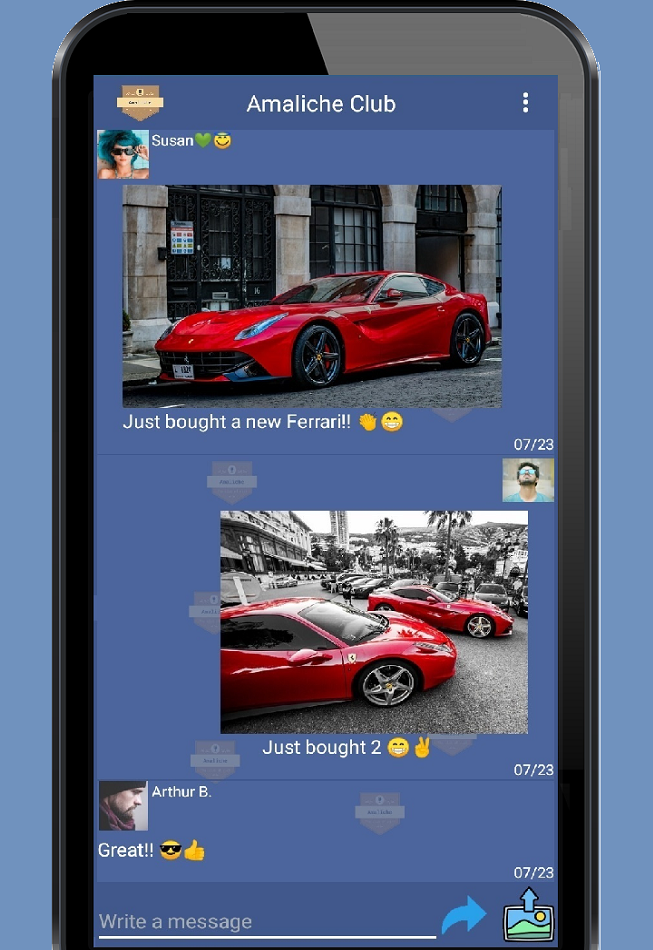 Amaliche Club
Susan💚😇
Just bought a new Ferrari!! 👏😁
07/23
Just bought 2 😁✌
07/23
Arthur B.
Great!! 😎👍
07/23
Write a message